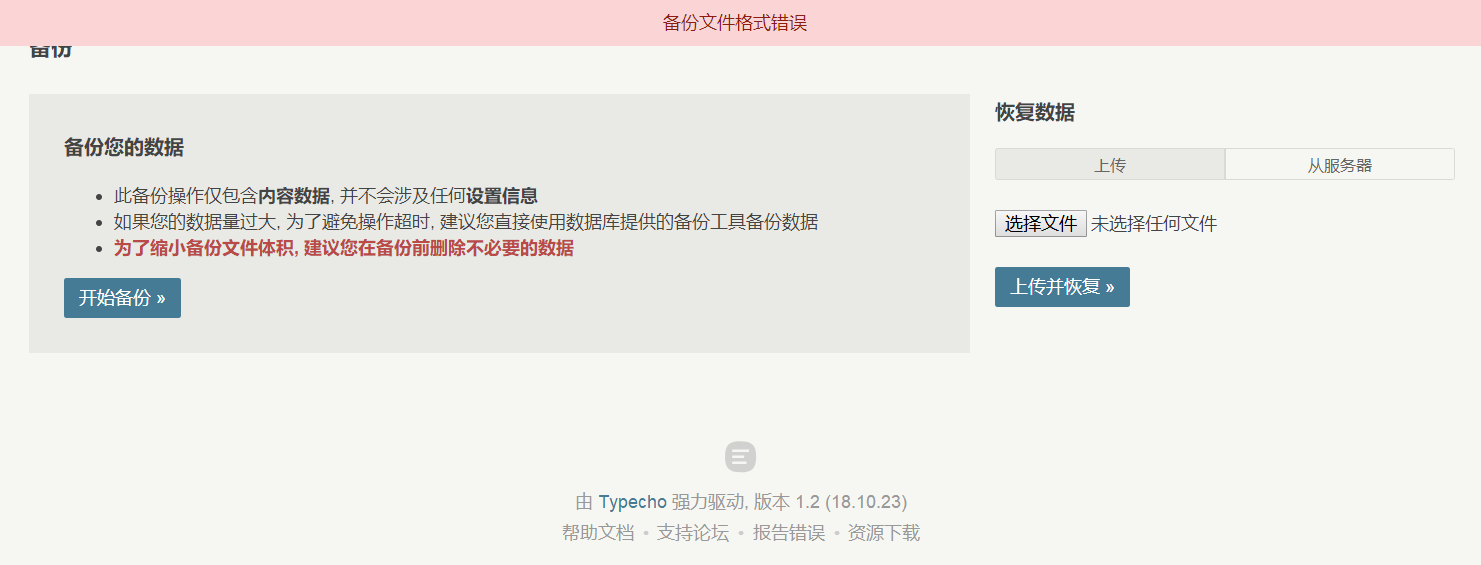 备份文件格式错误
备份
备份您的数据
此备份操作仅包含内容数据, 并不会涉及任何设置信息
如果您的数据量过大, 为了避免操作超时, 建议您直接使用数据库提供的备份工具备份数据
为了缩小备份文件体积, 建议您在备份前删除不必要的数据
开始备份 »
恢复数据
上传
从服务器
选择文件 未选择任何文件
上传并恢复 »
由 Typecho 强力驱动, 版本 1.2 (18.10.23)
帮助文档 • 支持论坛 • 报告错误 • 资源下载